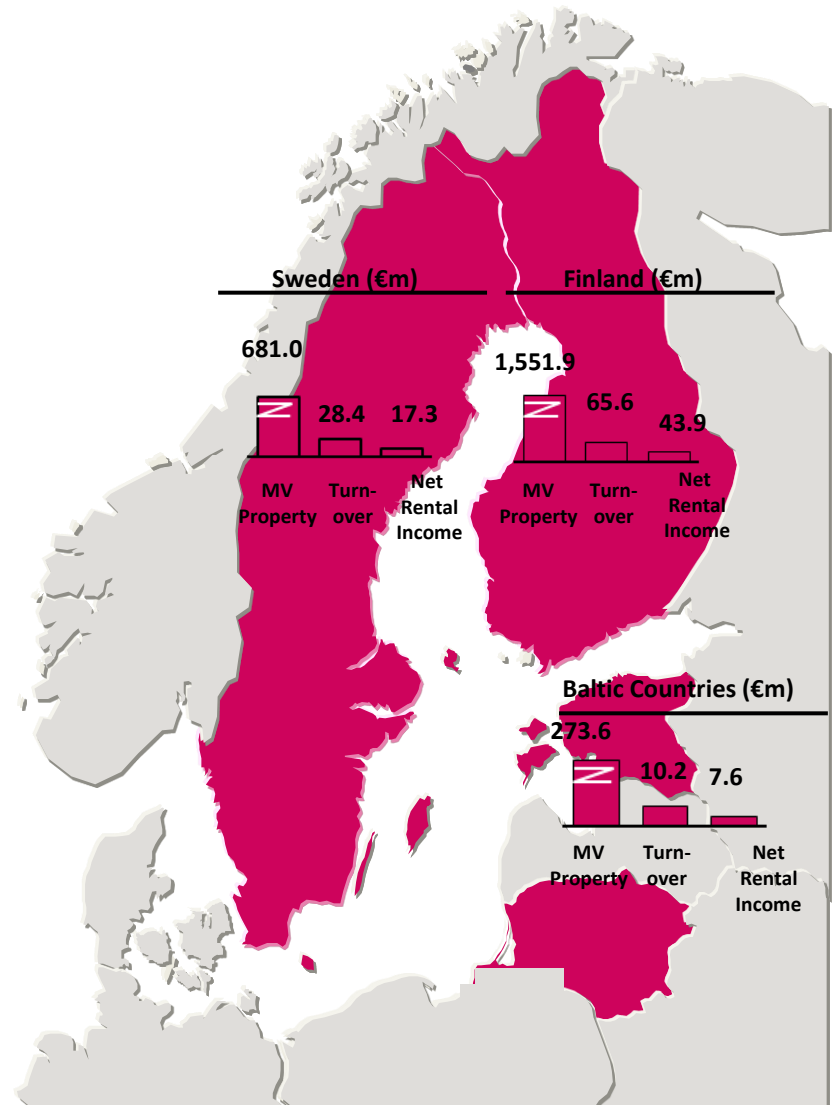 Sweden (€m)
681.0
28.4
17.3
MV
Property
Turn-
over
Net
Rental
Income
Finland (€m)
1,551.9
65.6
43.9
MV
Property
Turn-
over
Net
Rental
Income
Baltic Countries (€m)
273.6
10.2
7.6
MV
Property
Turn-
over
Net
Rental
Income